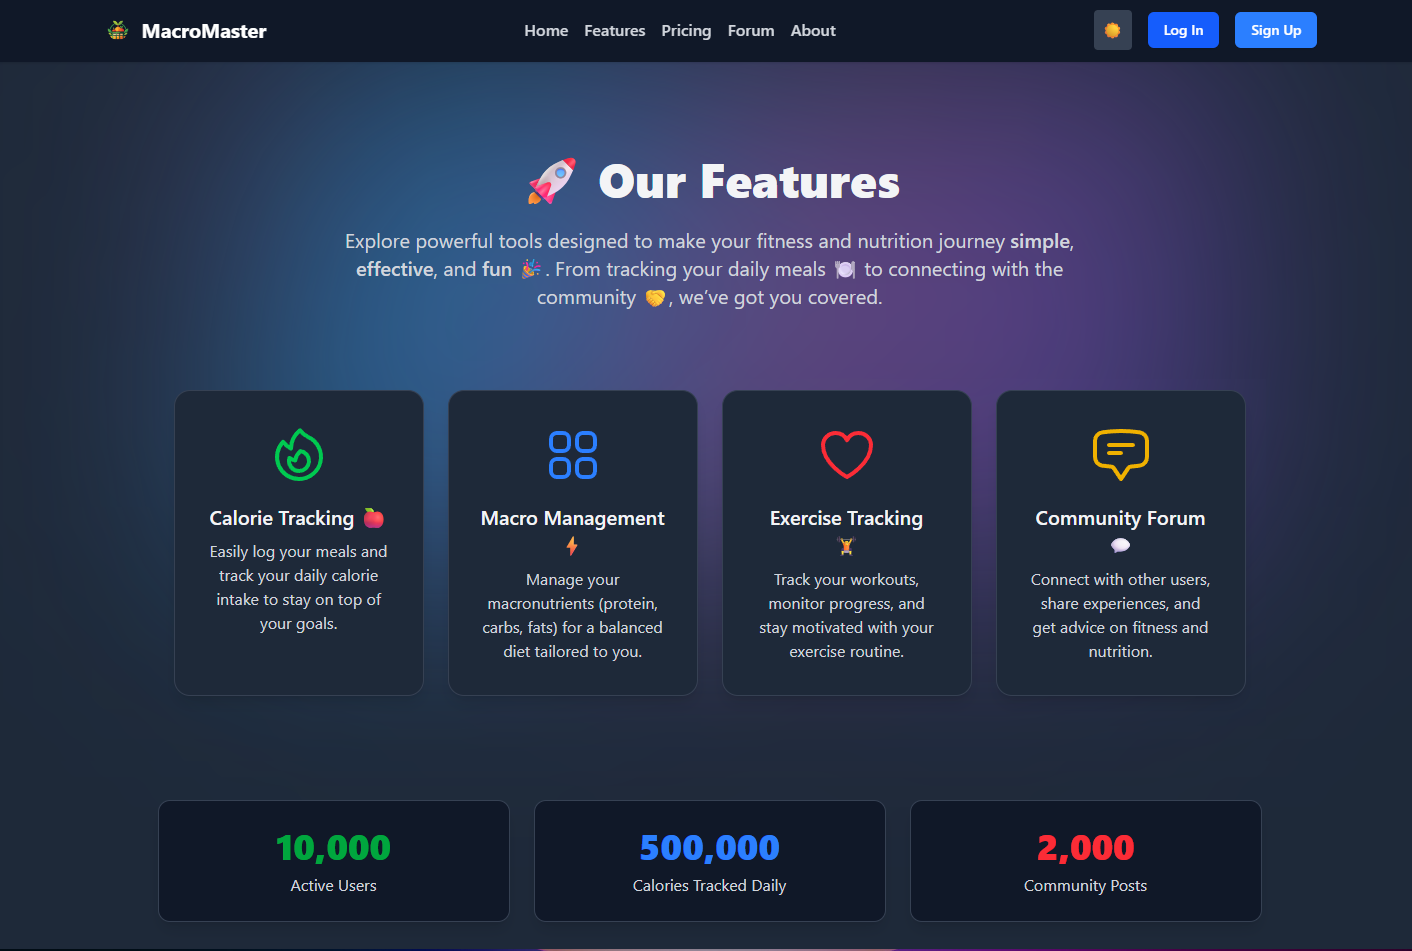 MacroMaster
Home Features Pricing Forum About
Log In
Sign Up
🚀 Our Features
Explore powerful tools designed to make your fitness and nutrition journey simple,
effective, and fun 🎉. From tracking your daily meals 🍽️ to connecting with the
community 🤝, we’ve got you covered.
Calorie Tracking 🍎
Easily log your meals and
track your daily calorie
intake to stay on top of
your goals.
Macro Management
⚡
Manage your
macronutrients (protein,
carbs, fats) for a balanced
diet tailored to you.
Exercise Tracking
🏋️
Track your workouts,
monitor progress, and
stay motivated with your
exercise routine.
Community Forum
💬
Connect with other users,
share experiences, and
get advice on fitness and
nutrition.
10,000
Active Users
500,000
Calories Tracked Daily
2,000
Community Posts